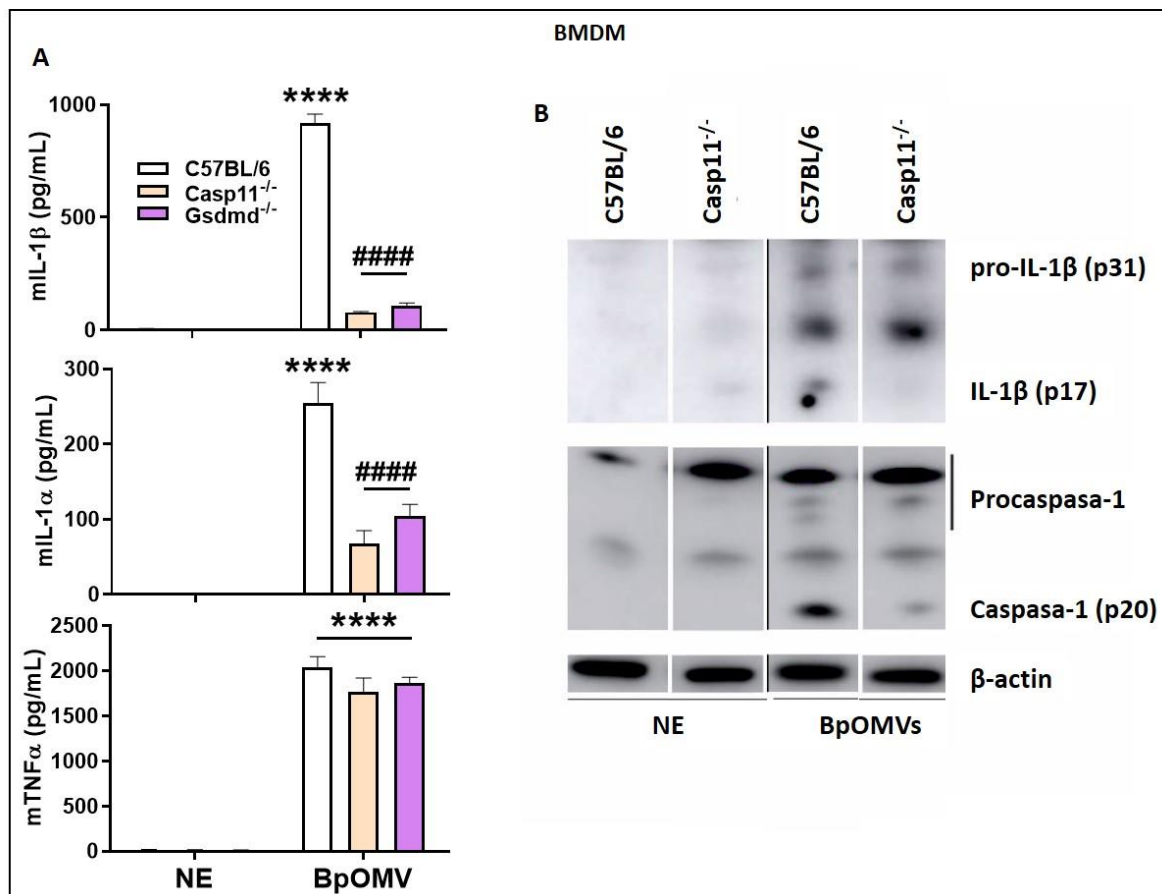 BMDM
A
mIL-1β (pg/mL)
1000
500
0
****
####
C57BL/6
Casp11-/-
Gsdmd-/-
mIL-1α (pg/mL)
300
200
100
0
****
####
mTNFα (pg/mL)
2500
2000
1500
1000
500
0
****
NE BpOMV
B
C57BL/6
Casp11-/-
C57BL/6
Casp11-/-
pro-IL-1β (p31)
IL-1β (p17)
Procaspasa-1
Caspasa-1 (p20)
β-actin
NE BpOMVs